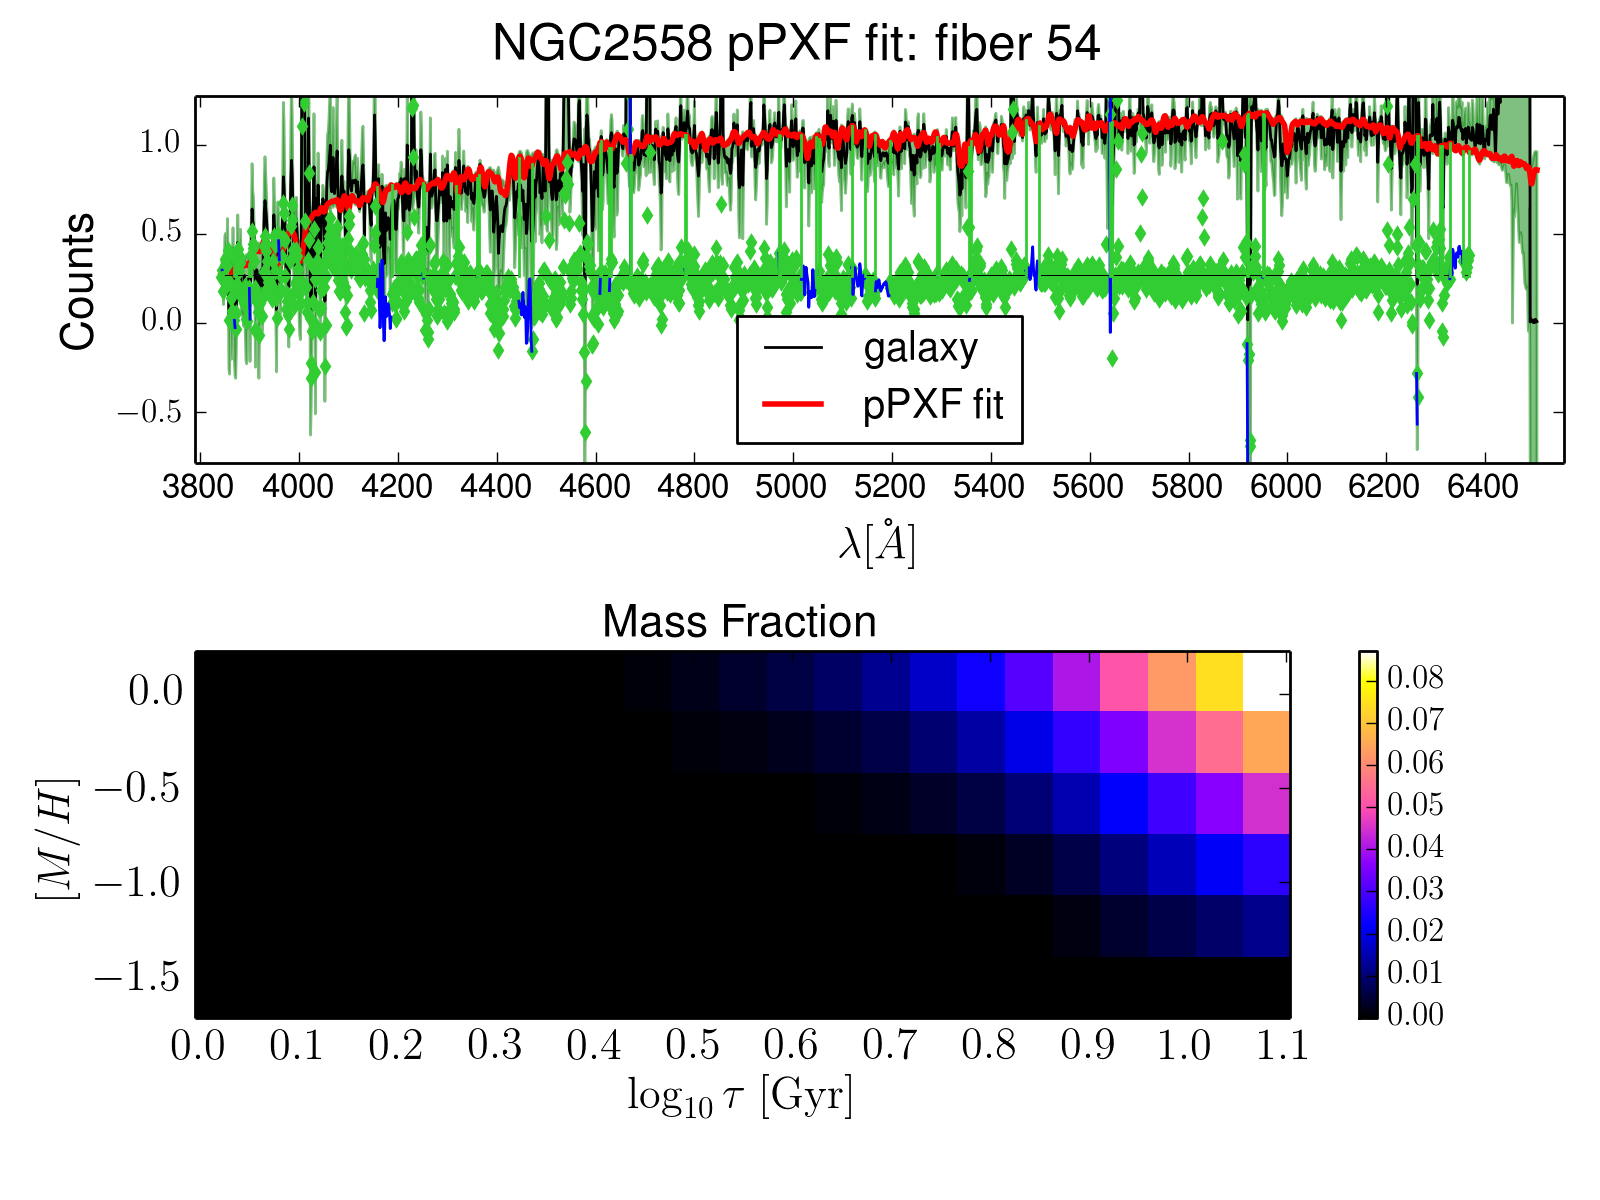 NGC2558 pPXF fit: fiber 54
Counts
1.0
0.5
0.0
−0.5
galaxy
pPXF fit
3800 4000 4200 4400 4600 4800 5000 5200 5400 5600 5800 6000 6200 6400
λ[Å]
Mass Fraction
[M/H]
0.0
−0.5
−1.0
−1.5
0.0 0.1 0.2 0.3 0.4 0.5 0.6 0.7 0.8 0.9 1.0 1.1
log₁₀ τ [Gyr]
0.08
0.07
0.06
0.05
0.04
0.03
0.02
0.01
0.00